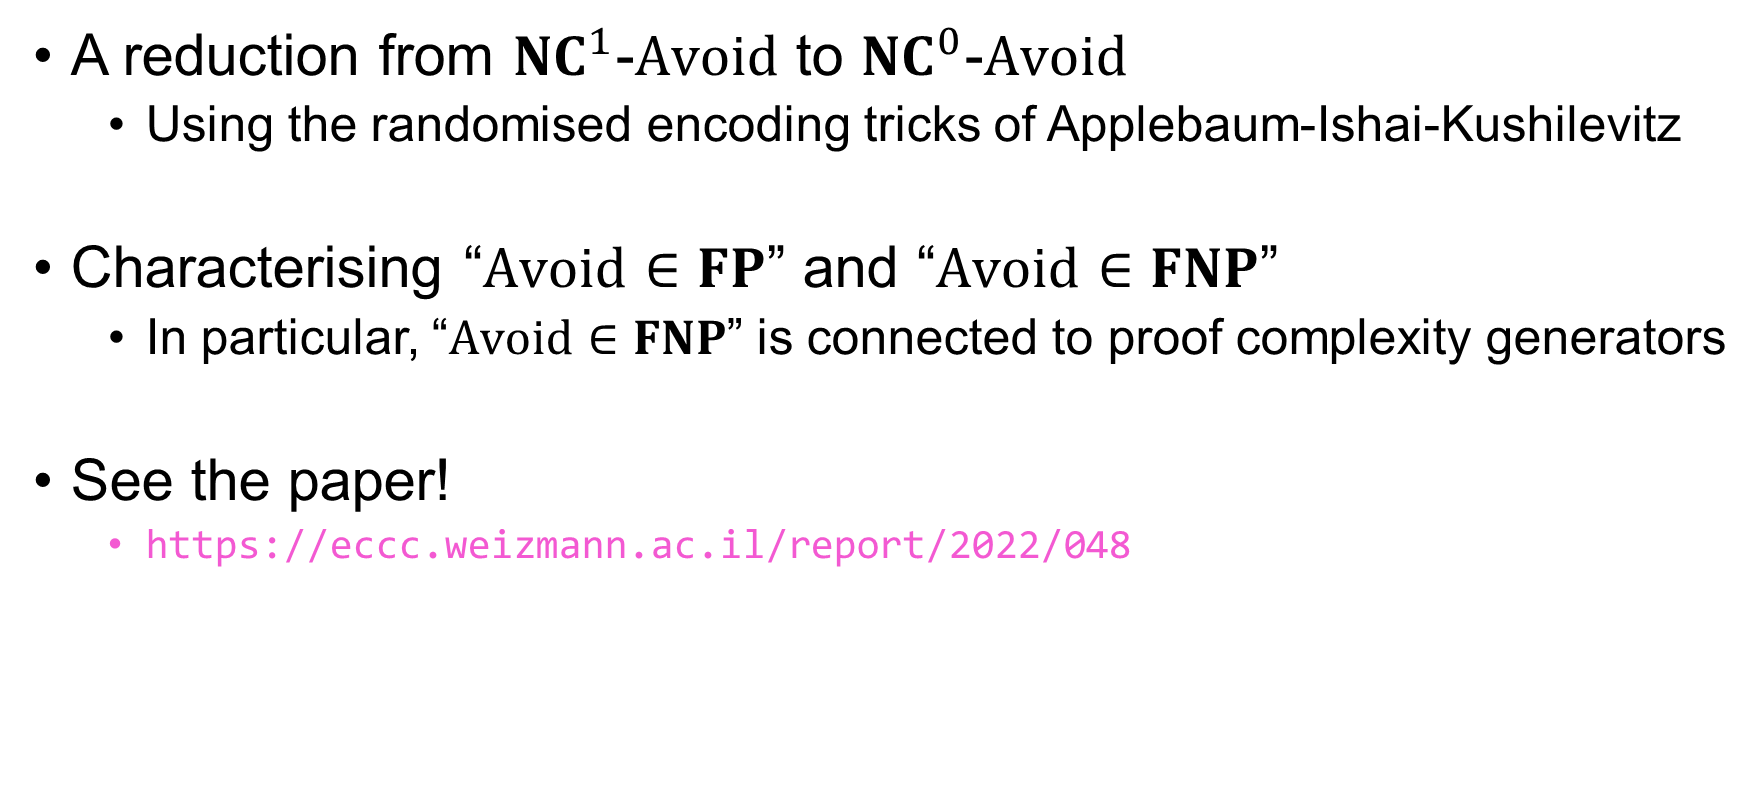 • A reduction from NC¹-Avoid to NC⁰-Avoid
• Using the randomised encoding tricks of Applebaum-Ishai-Kushilevitz
• Characterising “Avoid ∈ FP” and “Avoid ∈ FNP”
• In particular, “Avoid ∈ FNP” is connected to proof complexity generators
• See the paper!
• https://eccc.weizmann.ac.il/report/2022/048